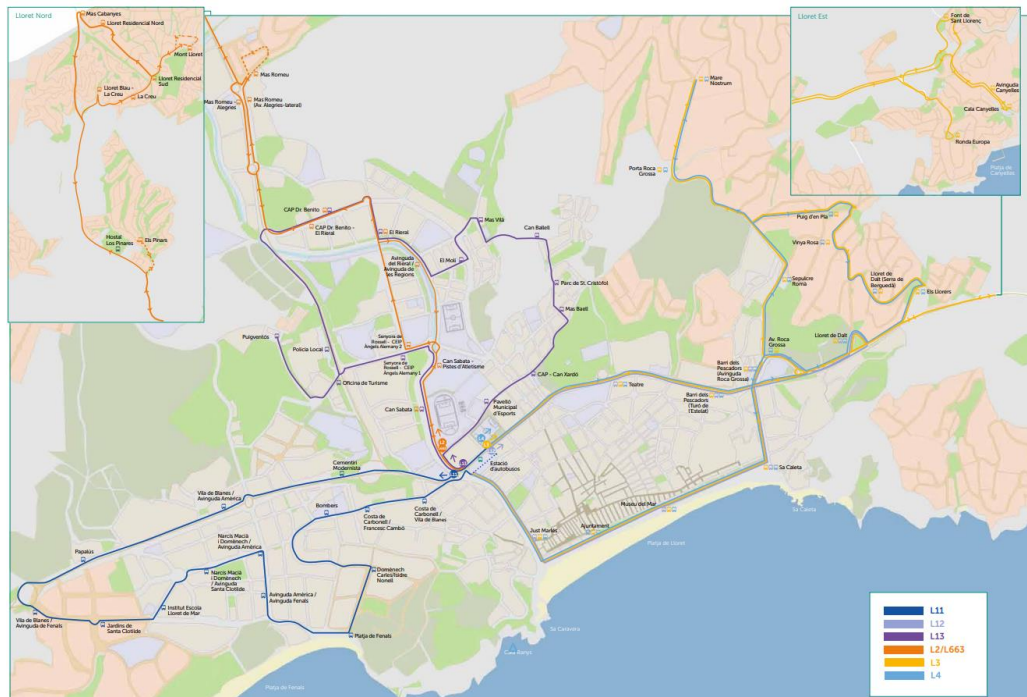 Lloret Nord
Mas Cabanyes
Lloret Residencial Nord
Mont Lloret
Lloret Residencial
Sud
Lloret Blau -
La Creu
La Creu
Hostal
Los Pinares
Els Pinars
Mas Romeu
Mas Romeu -
Alegries
Mas Romeu
(Av. Alegries-lateral)
Lloret Est
Font de
Sant Llorenç
Avinguda
Canyelles
Cala Canyelles
Ronda Europa
Platja de
Canyelles
Mare
Nostrum
Porta Roca
Grossa
Puig d'en Pla
Vinya Rosa
Lloret de
Dalt (Serra de
Bergueda)
Els Llorers
Sepulcre
Romà
Lloret de Dalt
Av. Roca
Grossa
Barri dels
Pescadors
(Avinguda
Roca Grossa)
Barri dels
Pescadors
(Turó de
l'Estelat)
CAP Dr. Benito
CAP Dr. Benito -
El Rieral
El Rieral
Avinguda
del Rieral /
Avinguda de
les Regions
El Molí
Mas Vilà
Can Ballell
Parc de St. Cristòfol
Mas Baell
CAP - Can Xardó
Teatre
Puigventós
Policia Local
Oficina de Turisme
Senyora de
Rossell - CEIP
Àngels Alemany 2
Senyora de
Rossell - CEIP
Àngels Alemany 1
Can Sabata -
Pistes d'Atletisme
Can Sabata
Pavelló
Municipal
d'Esports
Estació
d'autobusos
Cementiri
Modernista
Vila de Blanes /
Avinguda Amèrica
Bombers
Costa de
Carbonell /
Francesc Cambó
Costa de
Carbonell /
Vila de Blanes
Papalús
Narcís Macià
i Domènech /
Avinguda Amèrica
Narcís Macià
i Domènech
/ Avinguda
Santa Clotilde
Domènech
Carles/Isidre
Nonell
Avinguda Amèrica /
Avinguda Fenals
Institut Escola
Lloret de Mar
Vila de Blanes /
Avinguda de Fenals
Jardins de
Santa Clotilde
Platja de Fenals
Platja de Fenals
Just Marlès
Ajuntament
Museu del Mar
Platja de Lloret
Sa Caleta
Sa Caleta
Sa Caravera
Cala Banys
L11
L12
L13
L2/L663
L3
L4